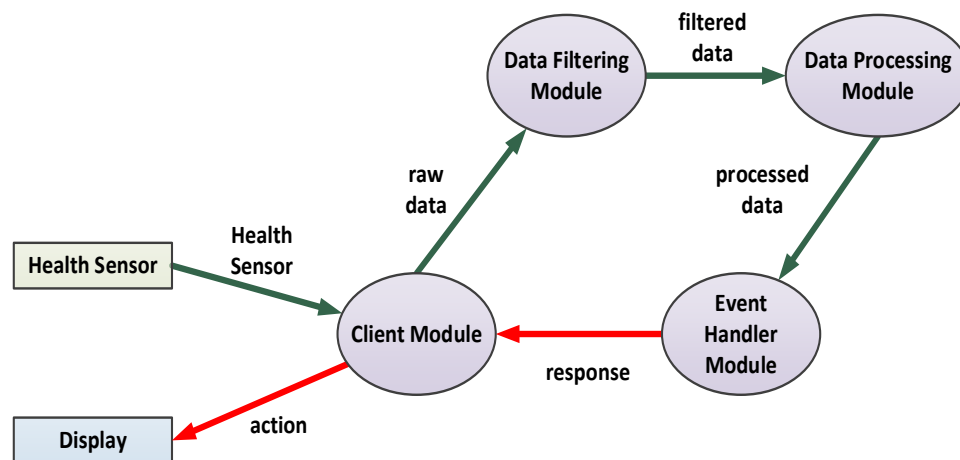 filtered
data
Data Filtering
Module
Data Processing
Module
raw
data
processed
data
Health
Sensor
Health Sensor
Client Module
Event
Handler
Module
response
action
Display